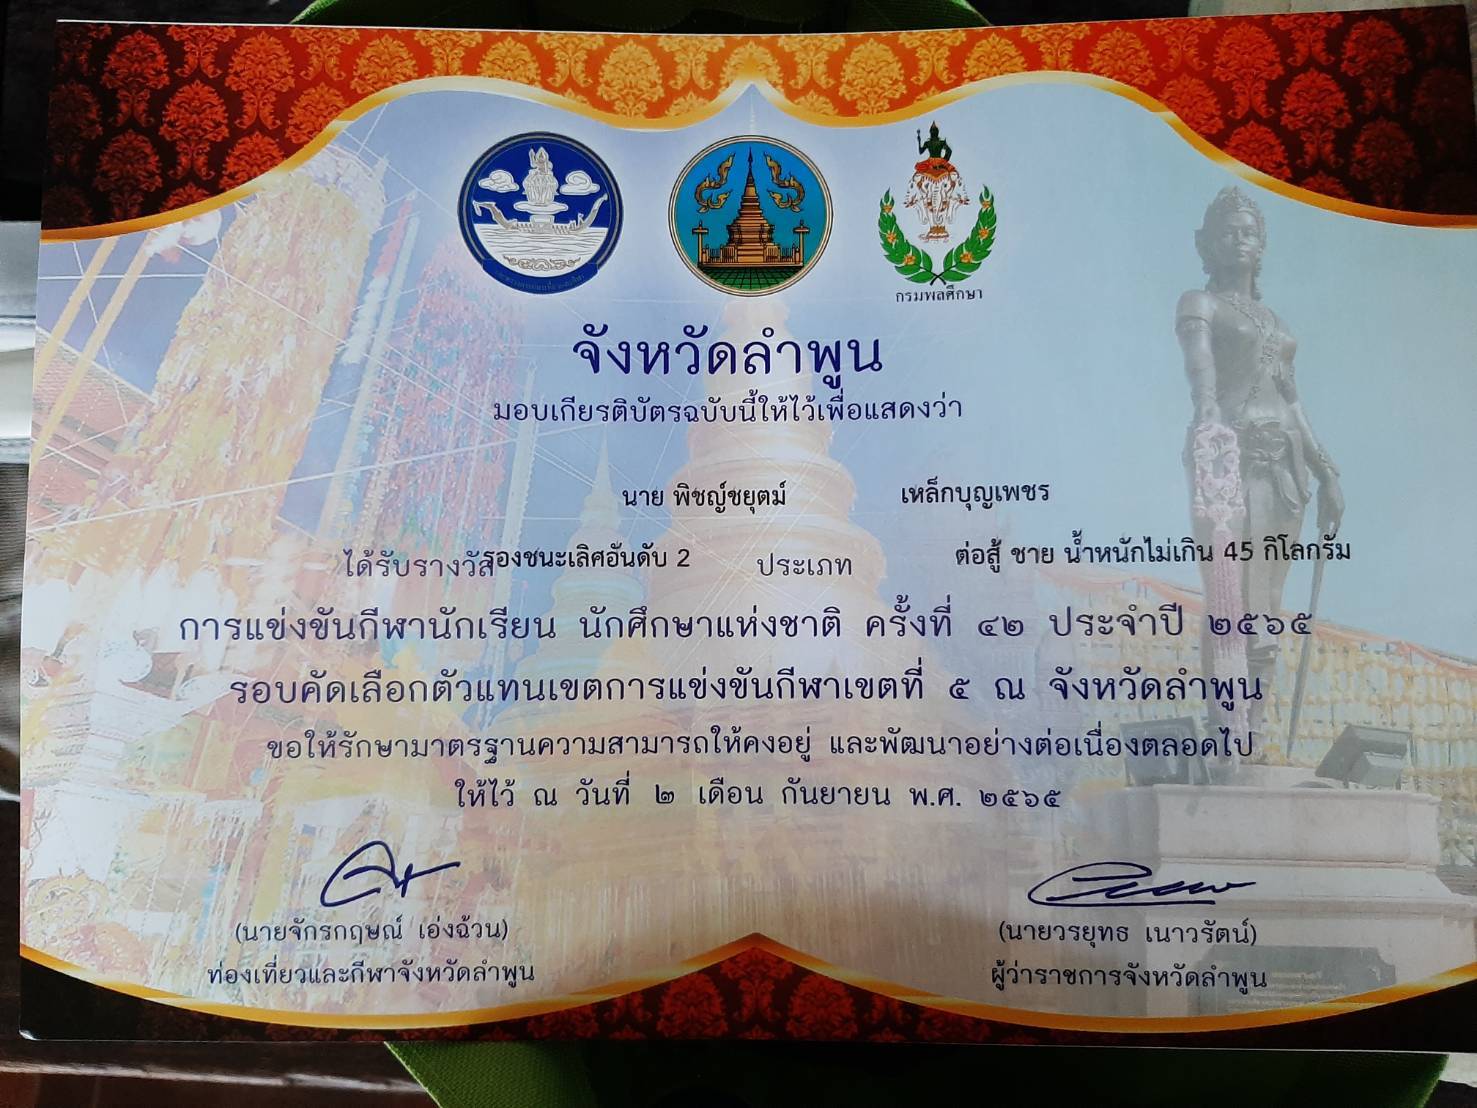 กรมพลศึกษา
จังหวัดลำพูน
มอบเกียรติบัตรฉบับนี้ให้ไว้เพื่อแสดงว่า
นาย พิชญ์ชยุตม์ เหล็กบุญเพชร
ได้รับรางวัล รองชนะเลิศอันดับ 2 ประเภท ต่อสู้ ชาย น้ำหนักไม่เกิน 45 กิโลกรัม
การแข่งขันกีฬานักเรียน นักศึกษาแห่งชาติ ครั้งที่ ๔๒ ประจำปี ๒๕๖๕
รอบคัดเลือกตัวแทนเขตการแข่งขันกีฬาเขตที่ ๕ ณ จังหวัดลำพูน
ขอให้รักษามาตรฐานความสามารถให้คงอยู่ และพัฒนาอย่างต่อเนื่องตลอดไป
ให้ไว้ ณ วันที่ ๒ เดือน กันยายน พ.ศ. ๒๕๖๕
(นายจักรกฤษณ์ เอ่งฉ้วน) (นายวรยุทธ เนาวรัตน์)
ท่องเที่ยวและกีฬาจังหวัดลำพูน ผู้ว่าราชการจังหวัดลำพูน